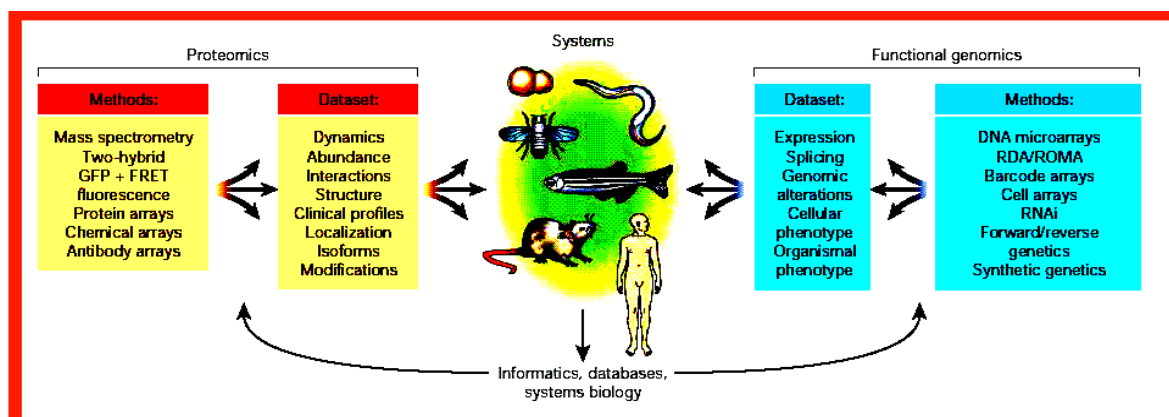 Systems
Proteomics
Functional genomics
Methods:
Mass spectrometry
Two-hybrid
GFP + FRET
fluorescence
Protein arrays
Chemical arrays
Antibody arrays
Dataset:
Dynamics
Abundance
Interactions
Structure
Clinical profiles
Localization
Isoforms
Modifications
Dataset:
Expression
Splicing
Genomic
alterations
Cellular
phenotype
Organismal
phenotype
Methods:
DNA microarrays
RDA/ROMA
Barcode arrays
Cell arrays
RNAi
Forward/reverse
genetics
Synthetic genetics
Informatics, databases,
systems biology